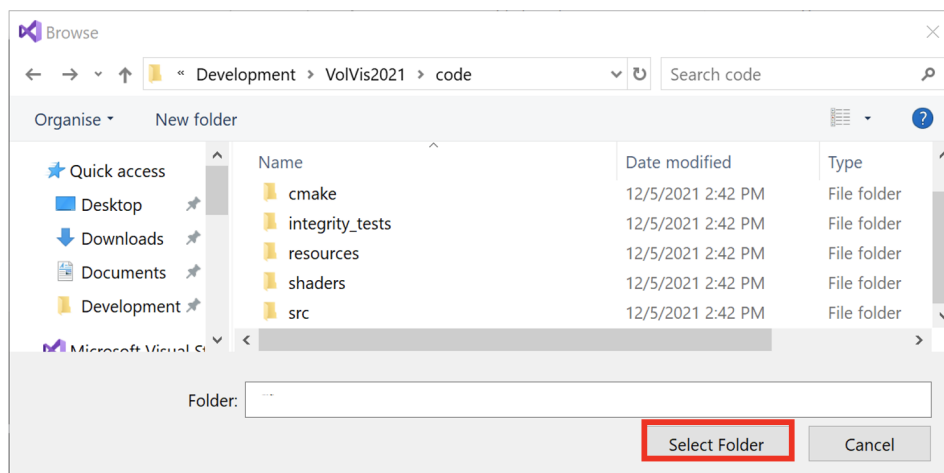 Browse
« Development > VolVis2021 > code
Search code
Organise
New folder
?
Quick access
Desktop
Downloads
Documents
Development
Name Date modified Type
cmake 12/5/2021 2:42 PM File folder
integrity_tests 12/5/2021 2:42 PM File folder
resources 12/5/2021 2:42 PM File folder
shaders 12/5/2021 2:42 PM File folder
src 12/5/2021 2:42 PM File folder
Microsoft Visual
Folder:
Select Folder Cancel